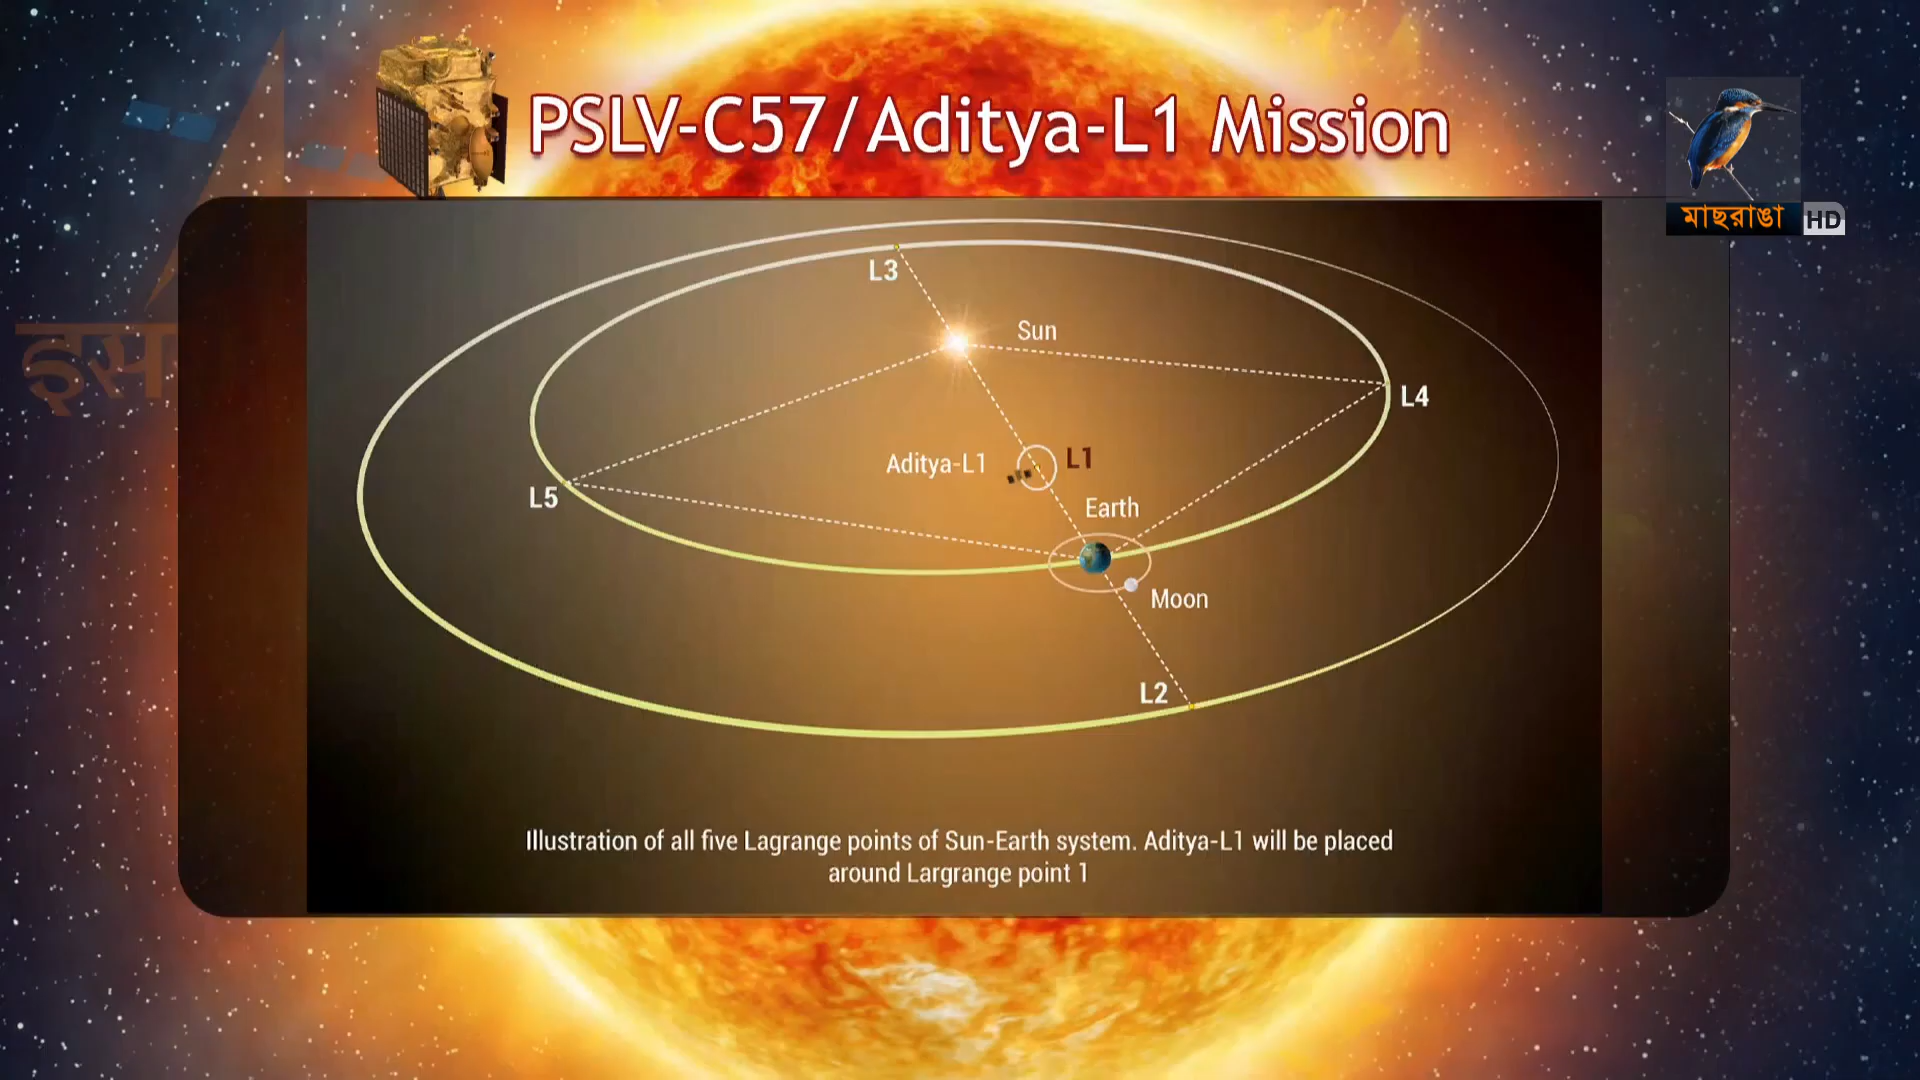 PSLV-C57/Aditya-L1 Mission
মাছরাঙা HD
इस
L3
Sun
L4
Aditya-L1
L1
L5
Earth
Moon
L2
Illustration of all five Lagrange points of Sun-Earth system. Aditya-L1 will be placed
around Largrange point 1